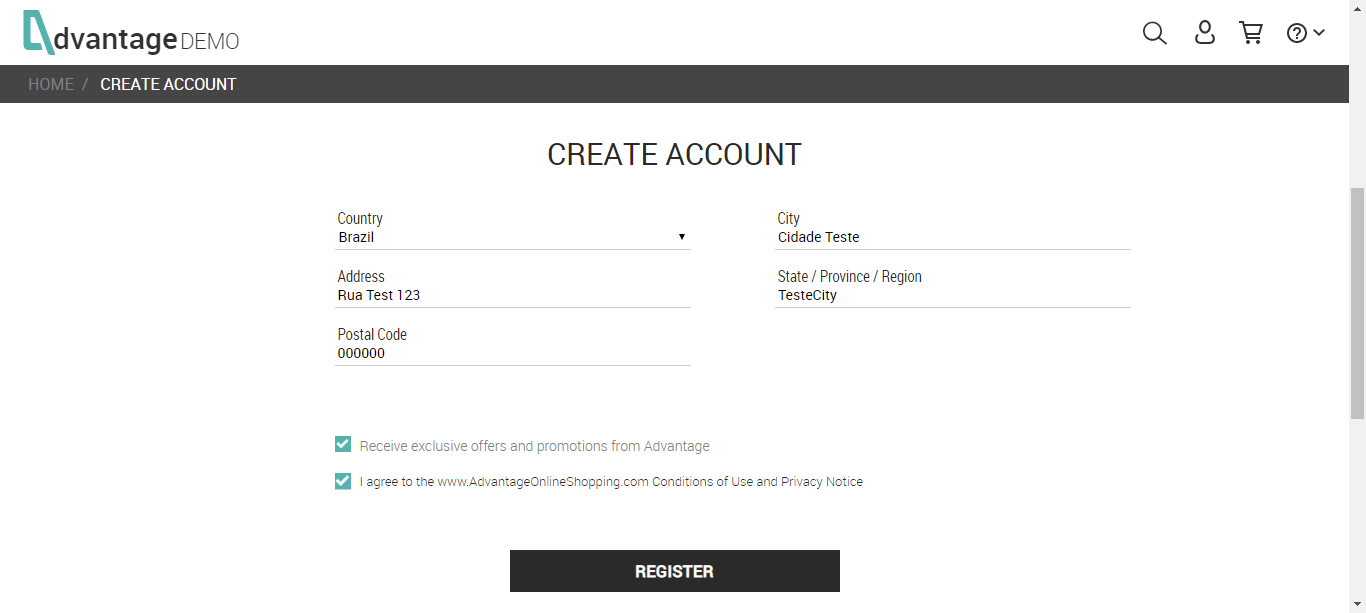 dvantage DEMO
HOME / CREATE ACCOUNT
CREATE ACCOUNT
Country
Brazil
City
Cidade Teste
Address
Rua Test 123
State / Province / Region
TesteCity
Postal Code
000000
Receive exclusive offers and promotions from Advantage
I agree to the www.AdvantageOnlineShopping.com Conditions of Use and Privacy Notice
REGISTER